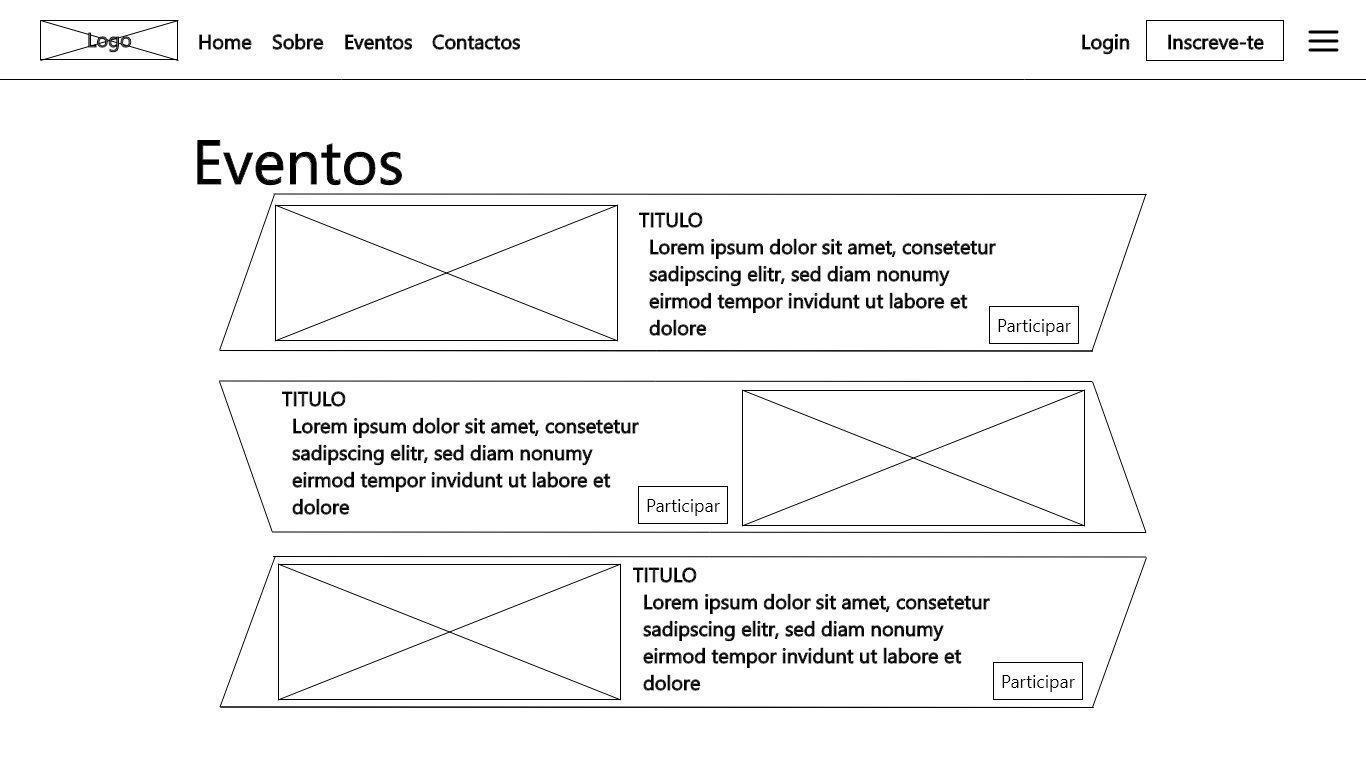 Logo Home Sobre Eventos Contactos Login Inscreve-te
Eventos
TITULO
Lorem ipsum dolor sit amet, consetetur
sadipscing elitr, sed diam nonumy
eirmod tempor invidunt ut labore et
dolore
Participar
TITULO
Lorem ipsum dolor sit amet, consetetur
sadipscing elitr, sed diam nonumy
eirmod tempor invidunt ut labore et
dolore
Participar
TITULO
Lorem ipsum dolor sit amet, consetetur
sadipscing elitr, sed diam nonumy
eirmod tempor invidunt ut labore et
dolore
Participar